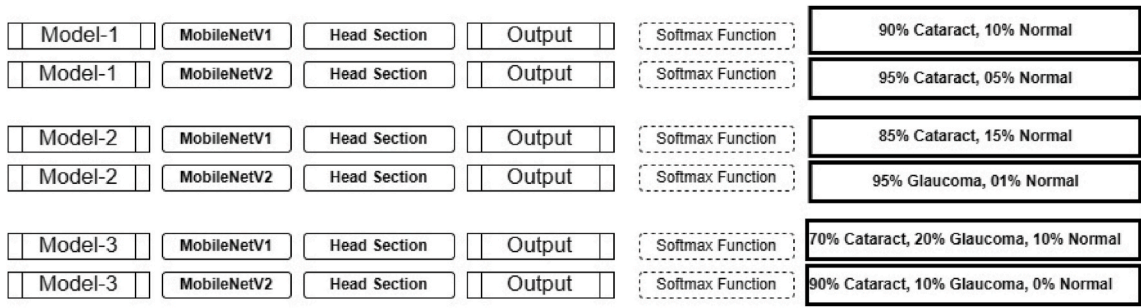 Model-1 MobileNetV1 Head Section Output Softmax Function 90% Cataract, 10% Normal
Model-1 MobileNetV2 Head Section Output Softmax Function 95% Cataract, 05% Normal
Model-2 MobileNetV1 Head Section Output Softmax Function 85% Cataract, 15% Normal
Model-2 MobileNetV2 Head Section Output Softmax Function 95% Glaucoma, 01% Normal
Model-3 MobileNetV1 Head Section Output Softmax Function 70% Cataract, 20% Glaucoma, 10% Normal
Model-3 MobileNetV2 Head Section Output Softmax Function 90% Cataract, 10% Glaucoma, 0% Normal